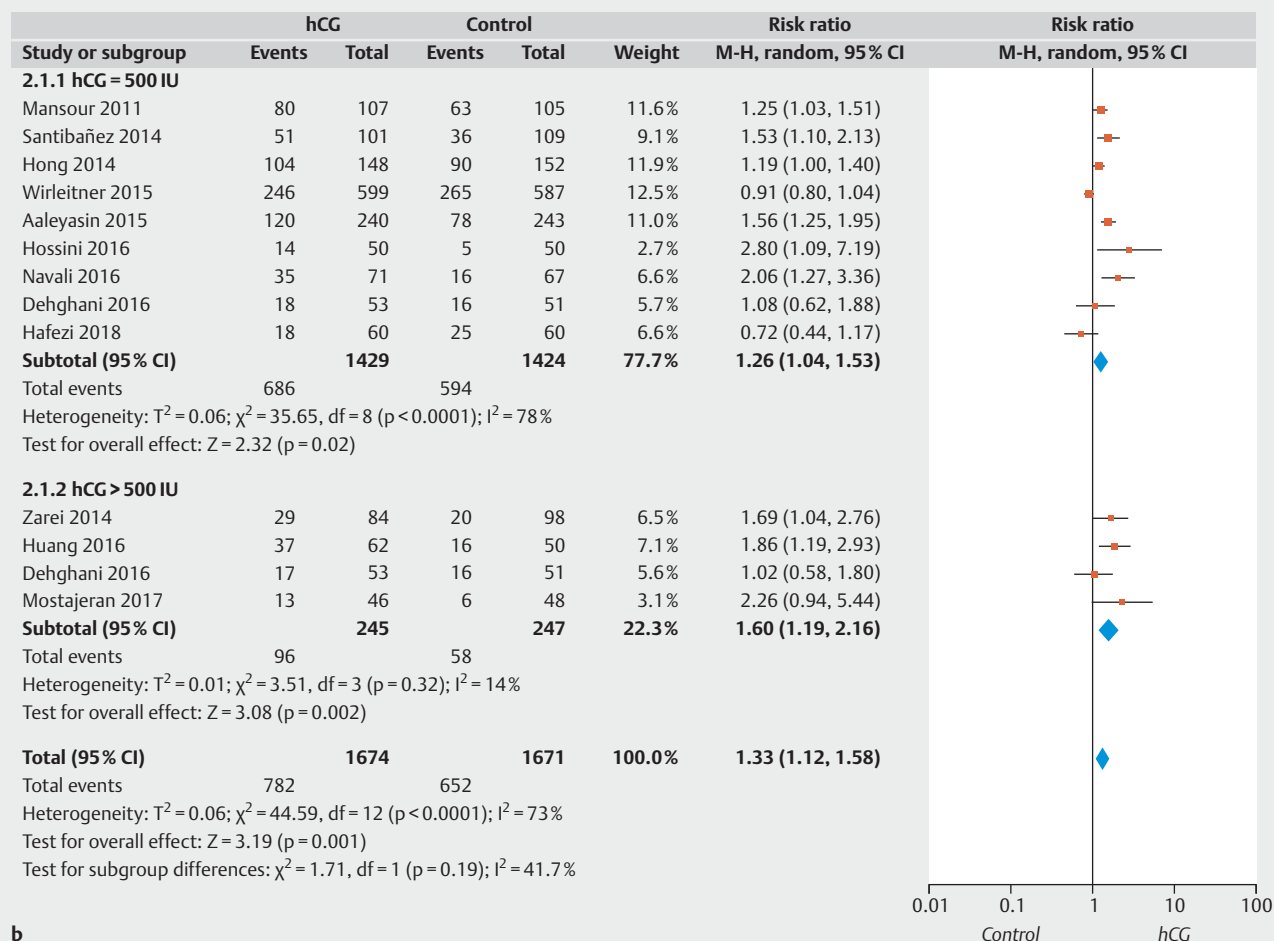 hCG Control Risk ratio Risk ratio
Study or subgroup Events Total Events Total Weight M-H, random, 95% CI M-H, random, 95% CI
2.1.1 hCG = 500 IU
Mansour 2011 80 107 63 105 11.6% 1.25 (1.03, 1.51)
Santibañez 2014 51 101 36 109 9.1% 1.53 (1.10, 2.13)
Hong 2014 104 148 90 152 11.9% 1.19 (1.00, 1.40)
Wirleitner 2015 246 599 265 587 12.5% 0.91 (0.80, 1.04)
Aaleyasin 2015 120 240 78 243 11.0% 1.56 (1.25, 1.95)
Hossini 2016 14 50 5 50 2.7% 2.80 (1.09, 7.19)
Navali 2016 35 71 16 67 6.6% 2.06 (1.27, 3.36)
Dehghani 2016 18 53 16 51 5.7% 1.08 (0.62, 1.88)
Hafezi 2018 18 60 25 60 6.6% 0.72 (0.44, 1.17)
Subtotal (95% CI) 1429 1424 77.7% 1.26 (1.04, 1.53)
Total events 686 594
Heterogeneity: T² = 0.06; χ² = 35.65, df = 8 (p < 0.0001); I² = 78%
Test for overall effect: Z = 2.32 (p = 0.02)
2.1.2 hCG > 500 IU
Zarei 2014 29 84 20 98 6.5% 1.69 (1.04, 2.76)
Huang 2016 37 62 16 50 7.1% 1.86 (1.19, 2.93)
Dehghani 2016 17 53 16 51 5.6% 1.02 (0.58, 1.80)
Mostajeran 2017 13 46 6 48 3.1% 2.26 (0.94, 5.44)
Subtotal (95% CI) 245 247 22.3% 1.60 (1.19, 2.16)
Total events 96 58
Heterogeneity: T² = 0.01; χ² = 3.51, df = 3 (p = 0.32); I² = 14%
Test for overall effect: Z = 3.08 (p = 0.002)
Total (95% CI) 1674 1671 100.0% 1.33 (1.12, 1.58)
Total events 782 652
Heterogeneity: T² = 0.06; χ² = 44.59, df = 12 (p < 0.0001); I² = 73%
Test for overall effect: Z = 3.19 (p = 0.001)
Test for subgroup differences: χ² = 1.71, df = 1 (p = 0.19); I² = 41.7%
0.01 0.1 1 10 100
b Control hCG